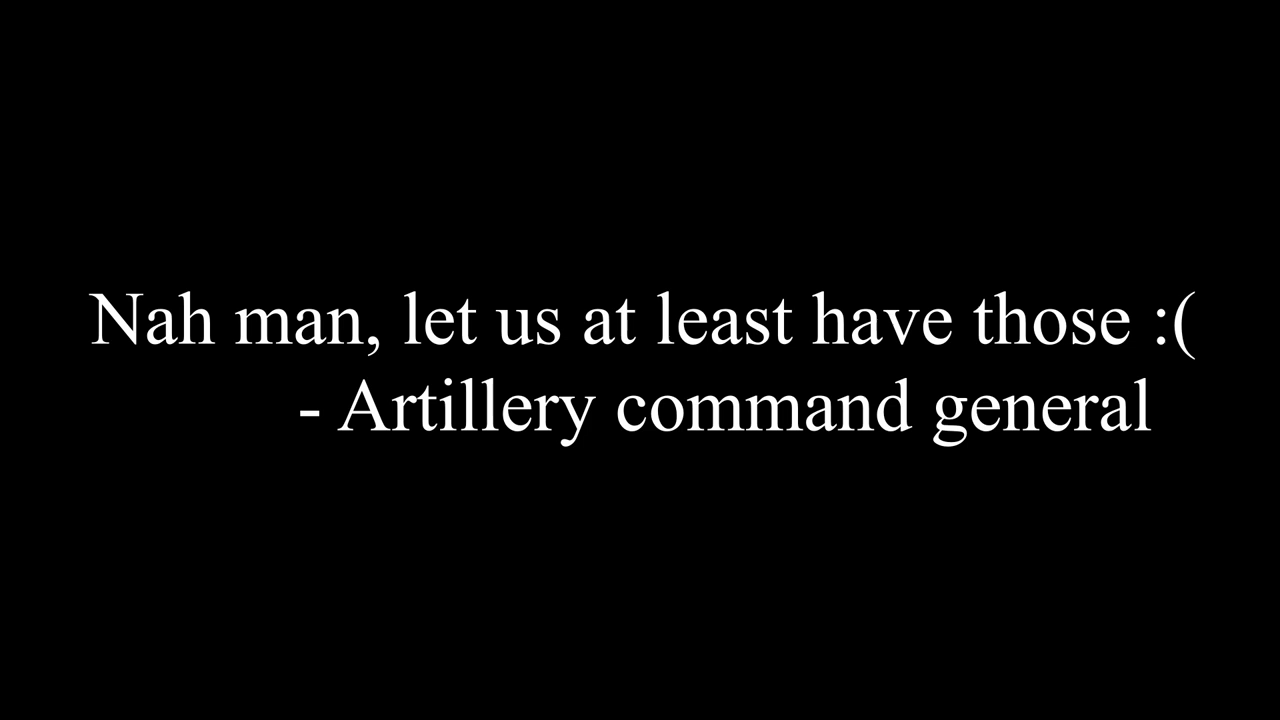 Nah man, let us at least have those :(
- Artillery command general